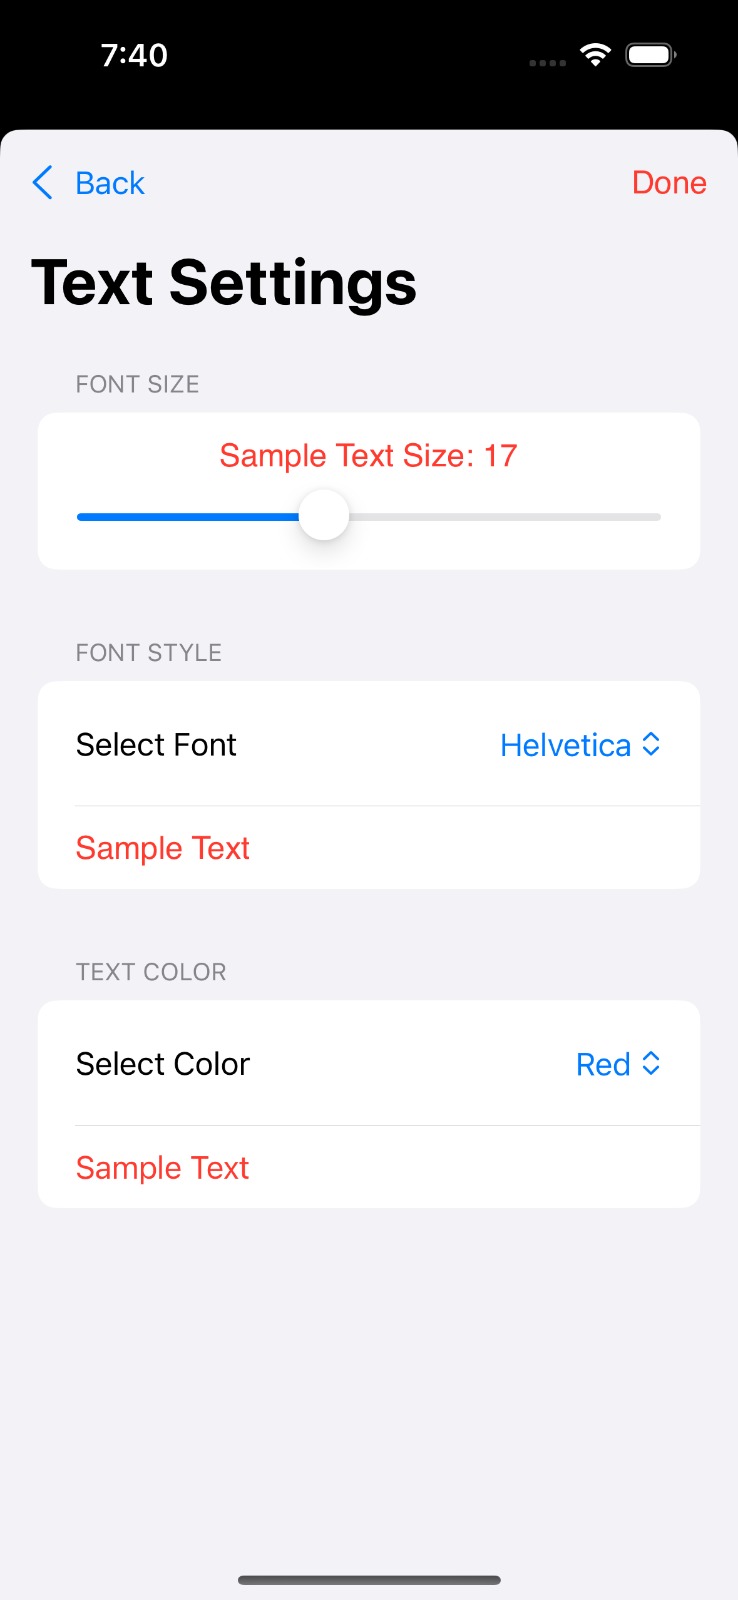 7:40
Back
Done
Text Settings
FONT SIZE
Sample Text Size: 17
FONT STYLE
Select Font
Helvetica
Sample Text
TEXT COLOR
Select Color
Red
Sample Text